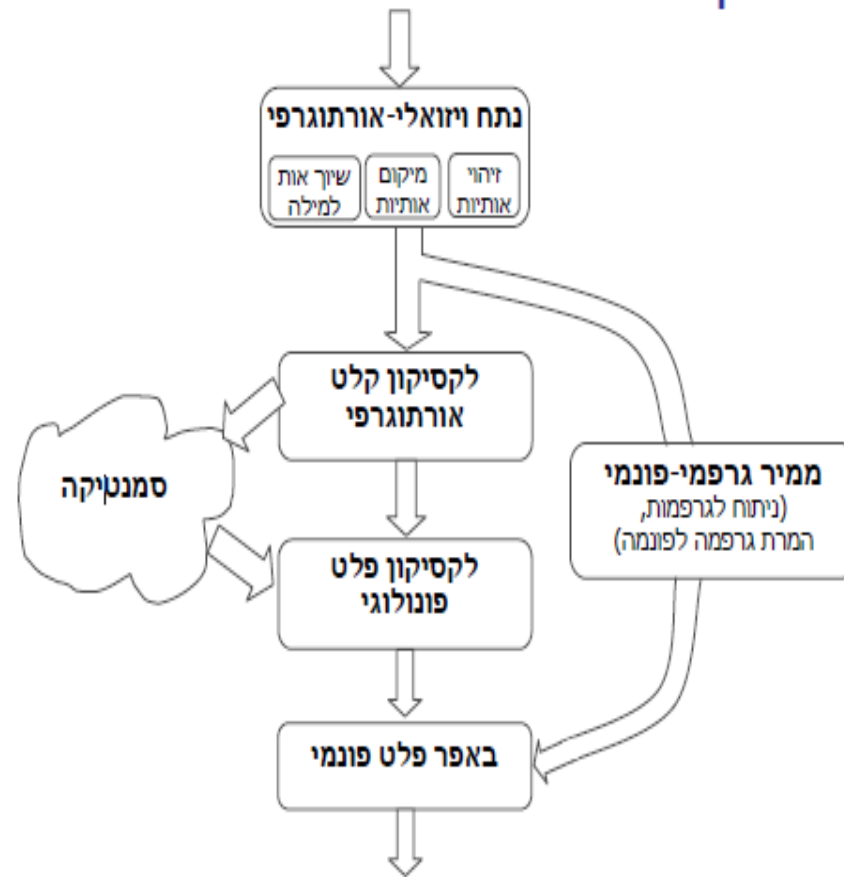 נתח ויזואלי-אורתוגרפי
זיהוי
אותיות
מיקום
אותיות
שיוך אות
למילה
לקסיקון קלט
אורתוגרפי
סמנטיקה
ממיר גרפמי-פונמי
(ניתוח לגרפמות,
המרת גרפמה לפונמה)
לקסיקון פלט
פונולוגי
באפר פלט פונמי